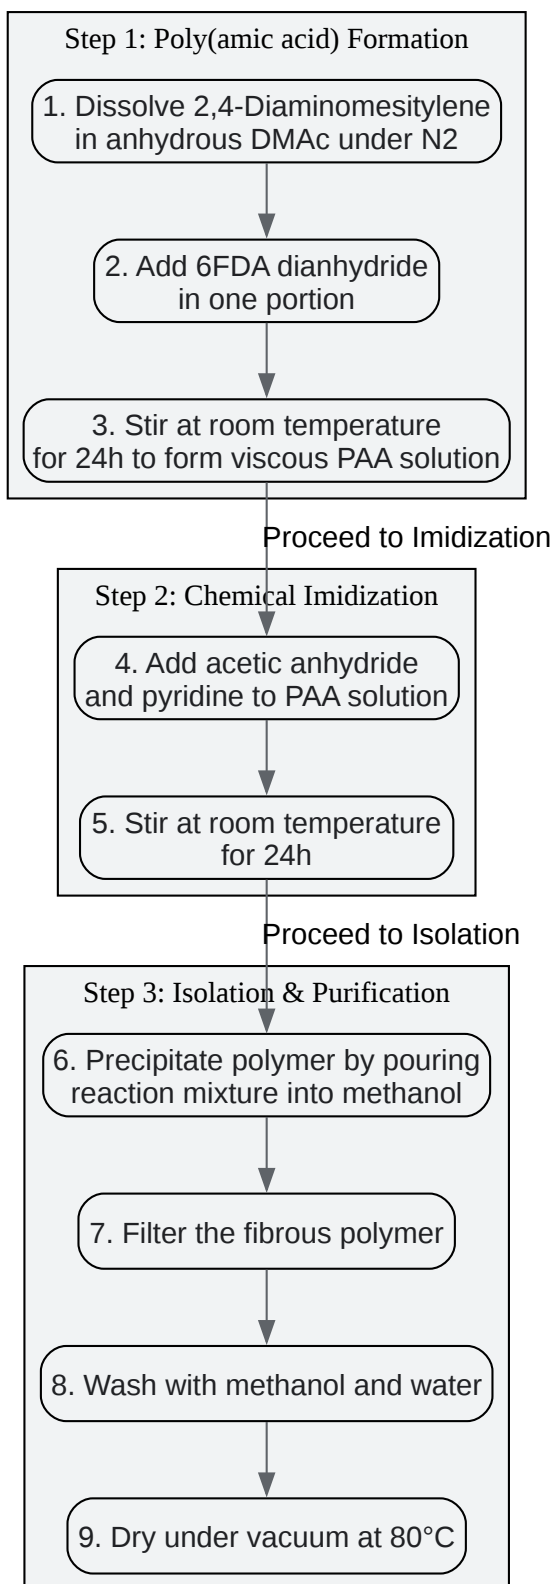 Step 1: Poly(amic acid) Formation
1. Dissolve 2,4-Diaminomesitylene
in anhydrous DMAc under N2
2. Add 6FDA dianhydride
in one portion
3. Stir at room temperature
for 24h to form viscous PAA solution
Proceed to Imidization
Step 2: Chemical Imidization
4. Add acetic anhydride
and pyridine to PAA solution
5. Stir at room temperature
for 24h
Proceed to Isolation
Step 3: Isolation & Purification
6. Precipitate polymer by pouring
reaction mixture into methanol
7. Filter the fibrous polymer
8. Wash with methanol and water
9. Dry under vacuum at 80°C